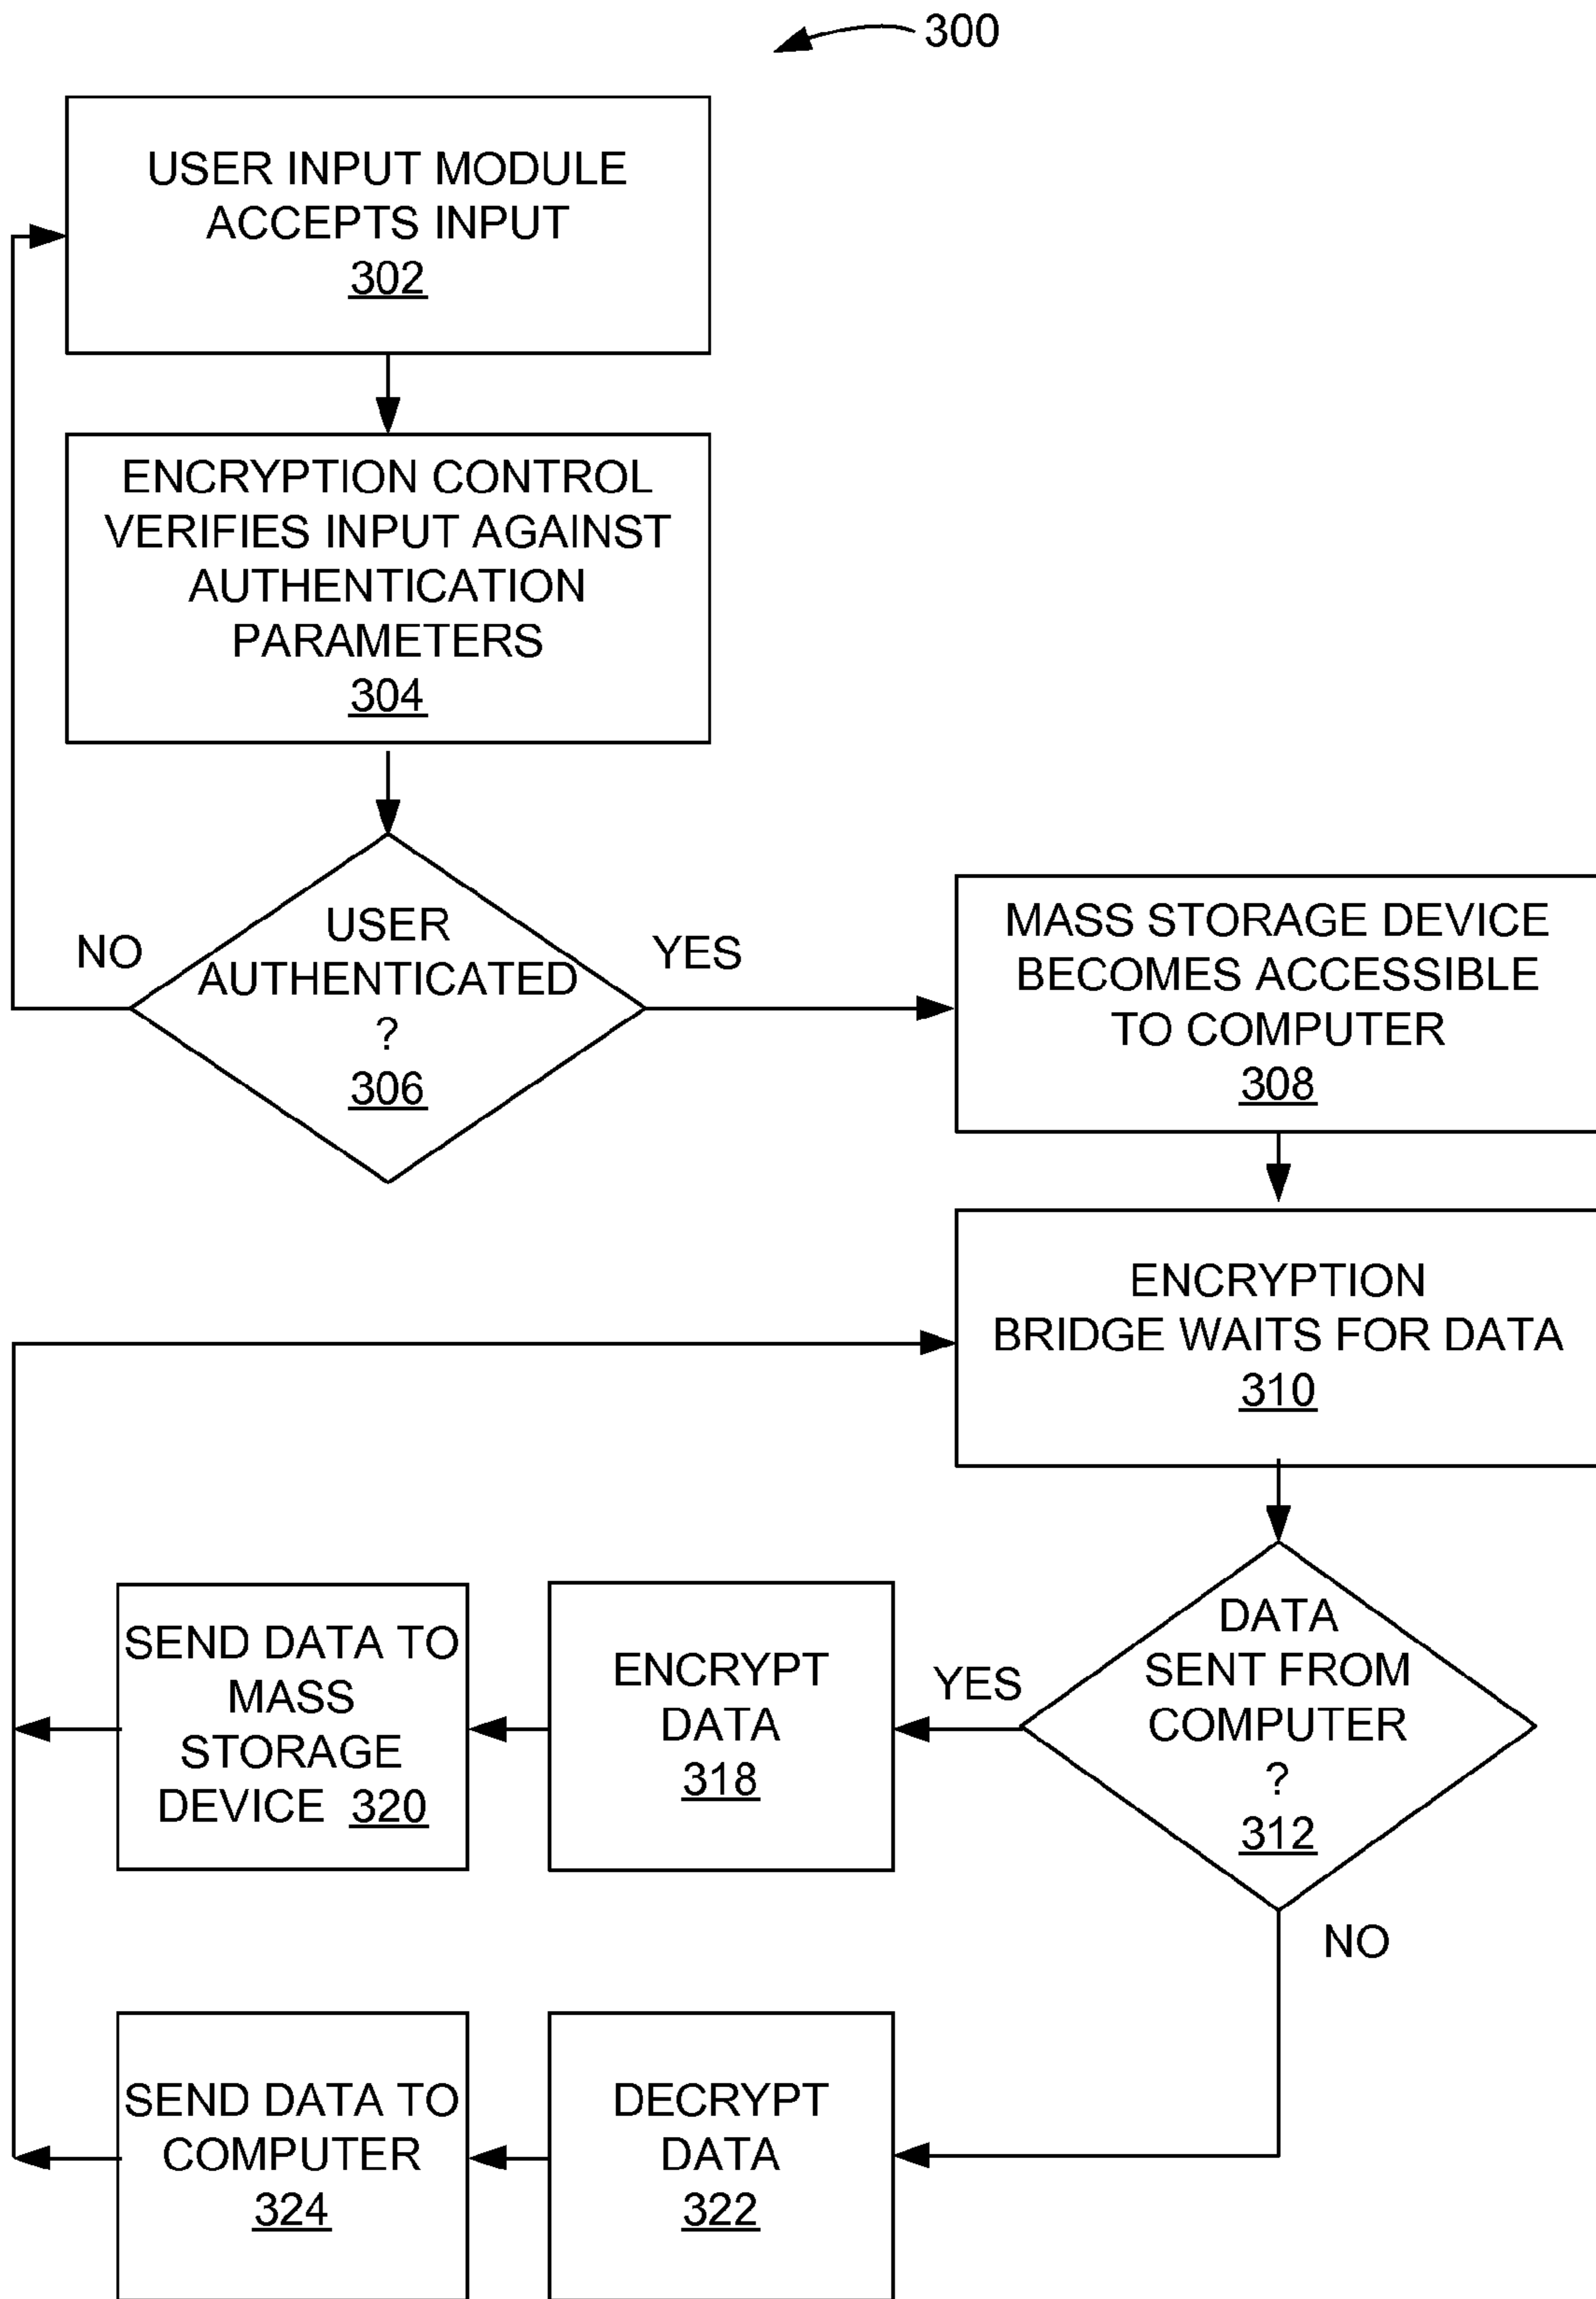 300
USER INPUT MODULE
ACCEPTS INPUT
302
ENCRYPTION CONTROL
VERIFIES INPUT AGAINST
AUTHENTICATION
PARAMETERS
304
NO
USER
AUTHENTICATED
?
306
YES
MASS STORAGE DEVICE
BECOMES ACCESSIBLE
TO COMPUTER
308
ENCRYPTION
BRIDGE WAITS FOR DATA
310
DATA
SENT FROM
COMPUTER
?
312
YES
ENCRYPT
DATA
318
SEND DATA TO
MASS
STORAGE
DEVICE 320
NO
DECRYPT
DATA
322
SEND DATA TO
COMPUTER
324